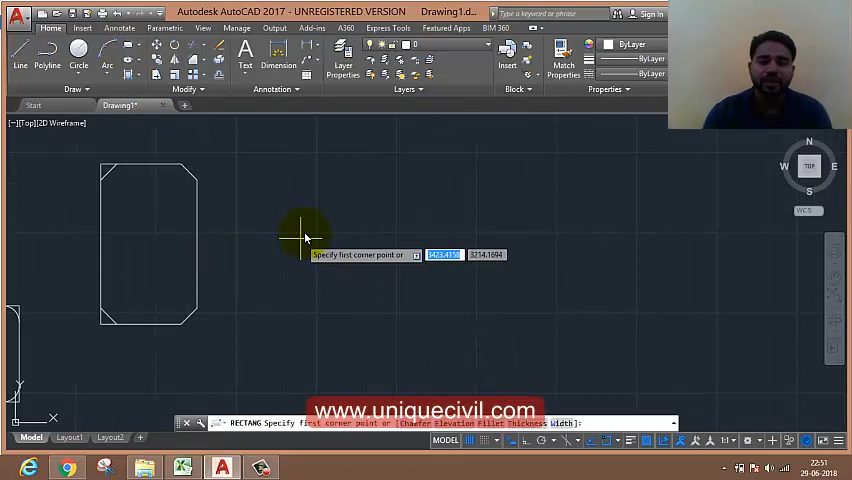 Autodesk AutoCAD 2017 - UNREGISTERED VERSION Drawing1.d...
Type a keyword or phrase
Sign In
Home Insert Annotate Parametric View Manage Output Add-ins A360 Express Tools Featured Apps BIM 360
Line Polyline Circle Arc
Text Dimension
Layer Properties
0
Insert
Match Properties
ByLayer
ByLayer
ByLayer
Draw Modify Annotation Layers Block Properties
Start Drawing1*
[−][Top][2D Wireframe]
N
W TOP E
S
WCS
Specify first corner point or 3423.4158 3214.1694
Y
X
www.uniquecivil.com
RECTANG Specify first corner point or [Chamfer Elevation Fillet Thickness Width]:
Model Layout1 Layout2
MODEL 1:1
22:51
29-06-2018